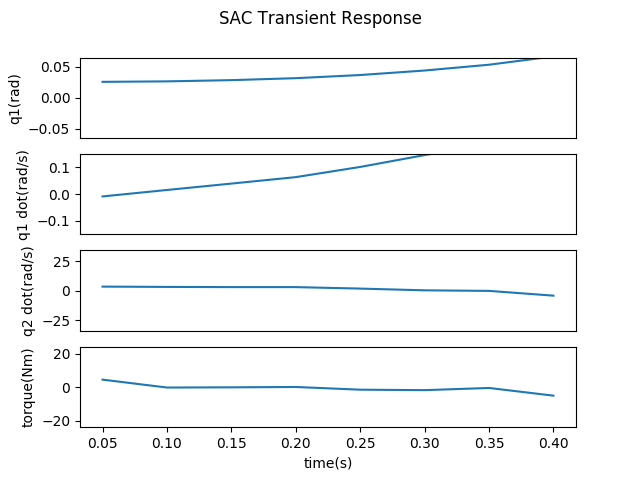 SAC Transient Response
q1(rad)
0.05
0.00
−0.05
q1 dot(rad/s)
0.1
0.0
−0.1
q2 dot(rad/s)
25
0
−25
torque(Nm)
20
0
−20
0.05 0.10 0.15 0.20 0.25 0.30 0.35 0.40
time(s)